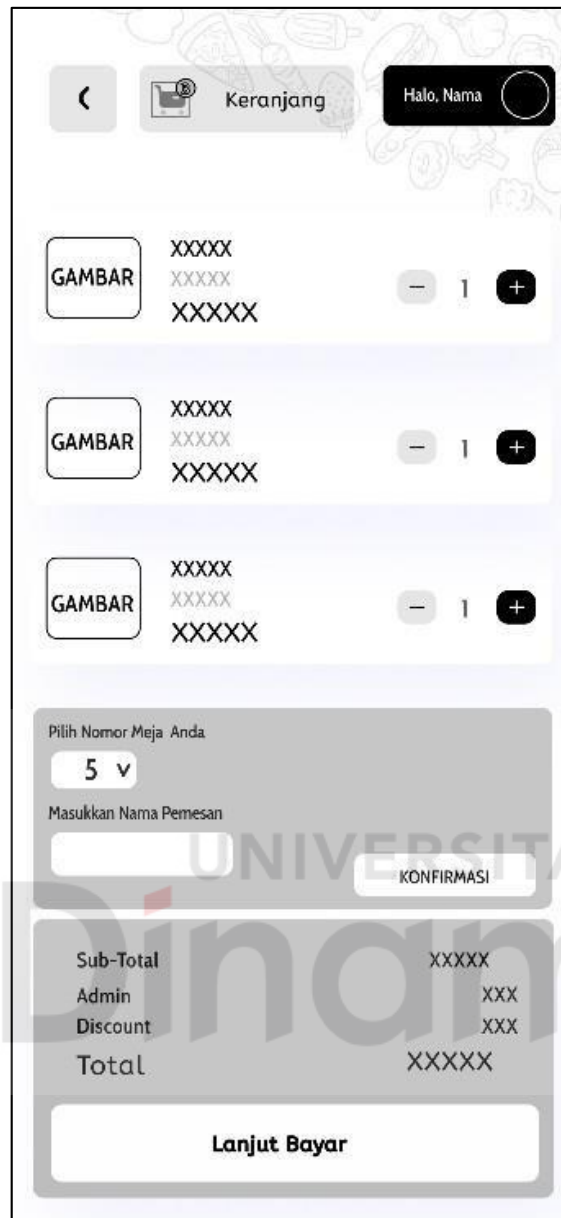 Keranjang
Halo, Nama
GAMBAR
XXXXX
XXXXX
XXXXX
− 1 +
GAMBAR
XXXXX
XXXXX
XXXXX
− 1 +
GAMBAR
XXXXX
XXXXX
XXXXX
− 1 +
Pilih Nomor Meja Anda
5
Masukkan Nama Pemesan
KONFIRMASI
UNIVERSITA
Dinam
Sub-Total XXXXX
Admin XXX
Discount XXX
Total XXXXX
Lanjut Bayar